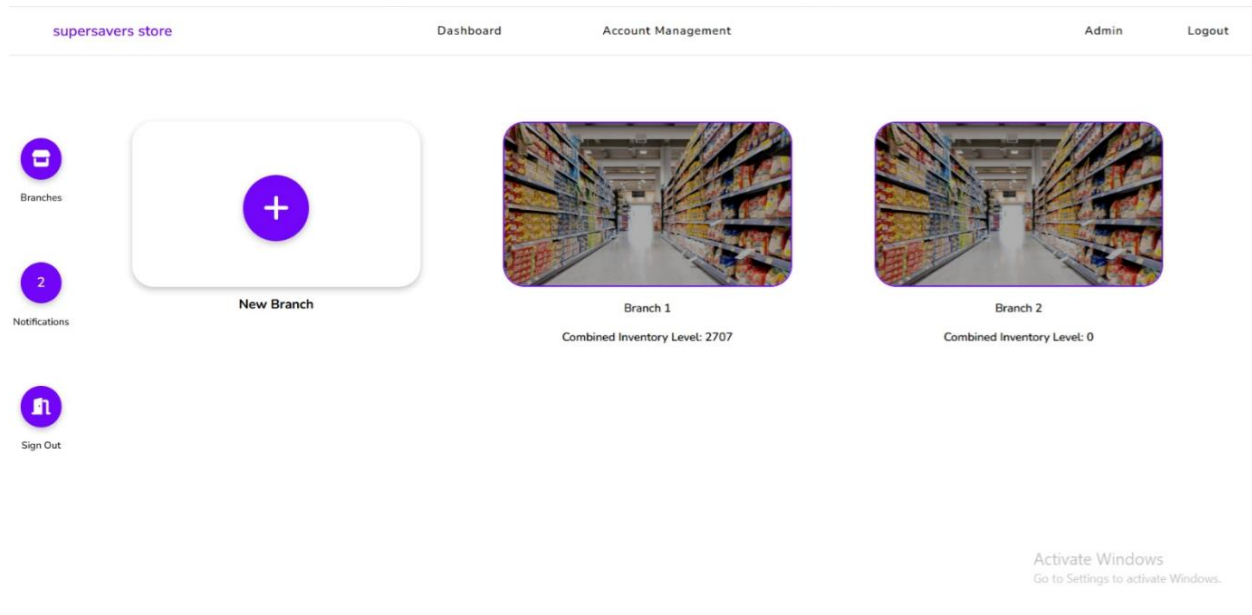 supersavers store
Dashboard
Account Management
Admin
Logout
Branches
2
Notifications
Sign Out
New Branch
Branch 1
Combined Inventory Level: 2707
Branch 2
Combined Inventory Level: 0
Activate Windows
Go to Settings to activate Windows.